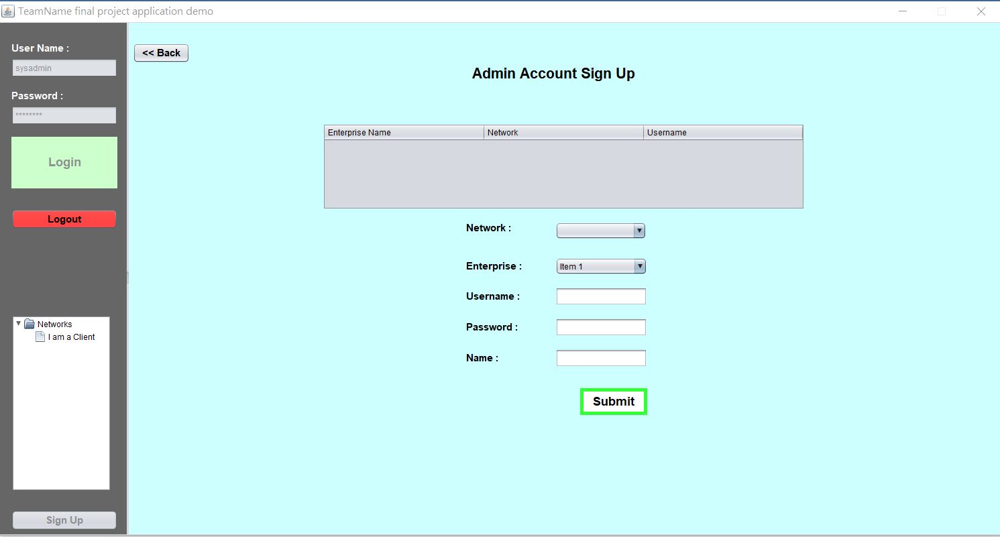 TeamName final project application demo
User Name :
sysadmin
Password :
********
Login
Logout
Networks
I am a Client
Sign Up
<< Back
Admin Account Sign Up
Enterprise Name Network Username
Network :
Enterprise : Item 1
Username :
Password :
Name :
Submit